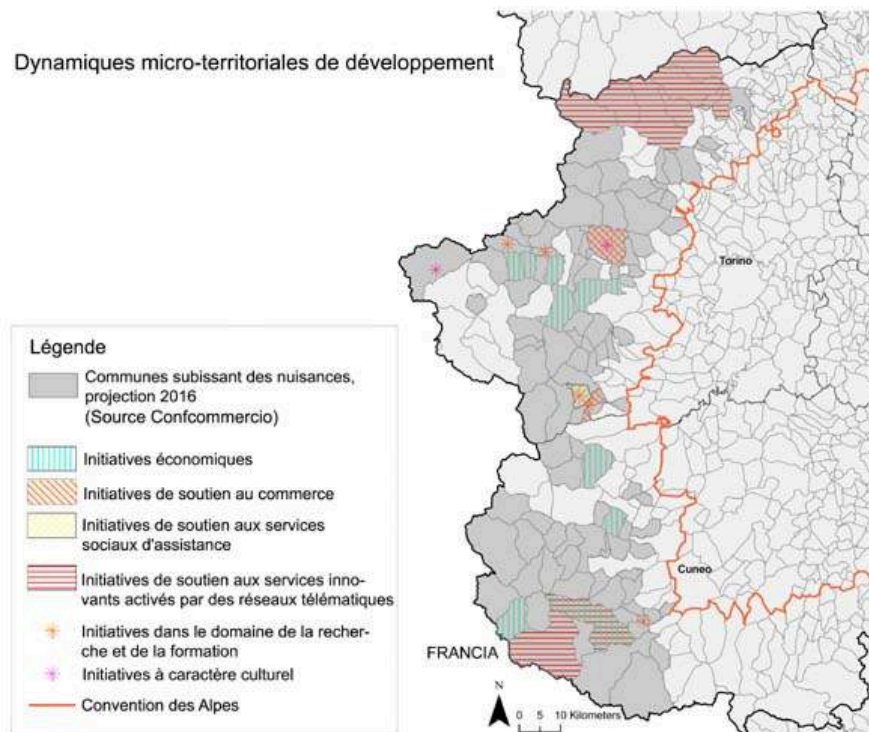 Dynamiques micro-territoriales de développement
Torino
Légende
Communes subissant des nuisances,
projection 2016
(Source Confcommercio)
Initiatives économiques
Initiatives de soutien au commerce
Initiatives de soutien aux services
sociaux d'assistance
Initiatives de soutien aux services inno-
vants activés par des réseaux télématiques
Initiatives dans le domaine de la recher-
che et de la formation
Initiatives à caractère culturel
Convention des Alpes
Cuneo
FRANCIA
N
0 5 10 Kilometers